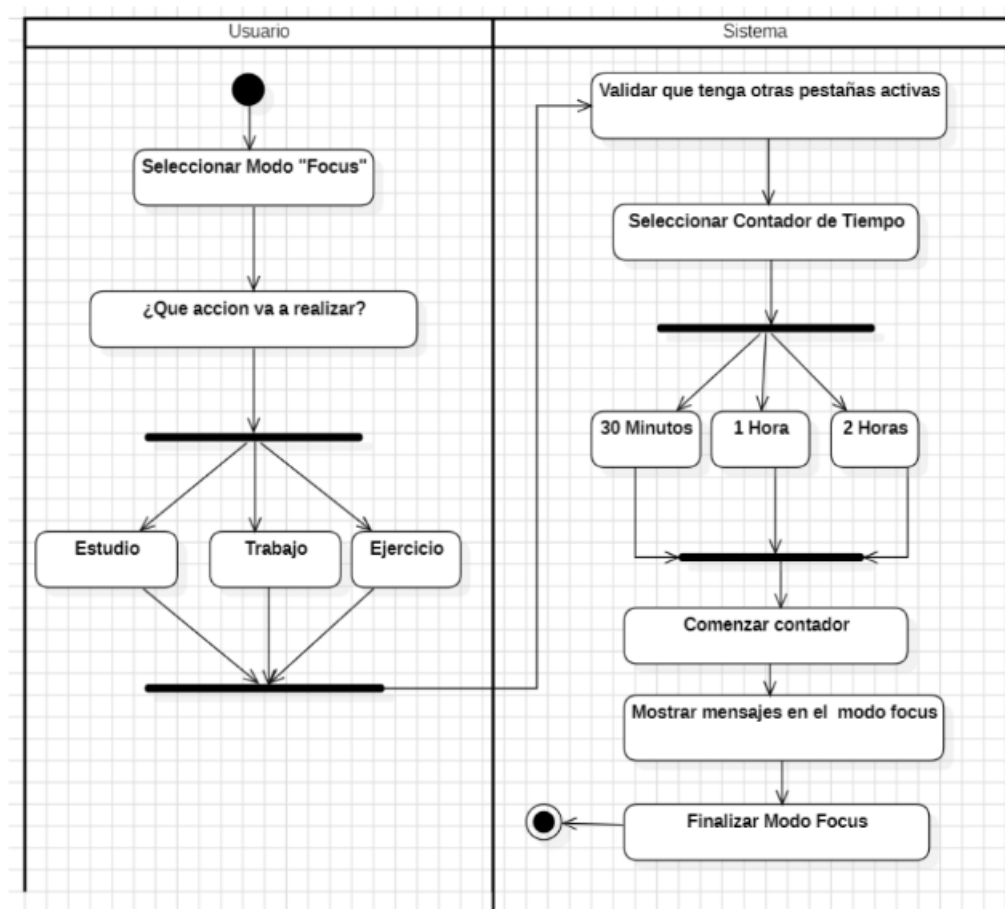 Usuario
Sistema
Seleccionar Modo "Focus"
¿Que accion va a realizar?
Estudio
Trabajo
Ejercicio
Validar que tenga otras pestañas activas
Seleccionar Contador de Tiempo
30 Minutos
1 Hora
2 Horas
Comenzar contador
Mostrar mensajes en el  modo focus
Finalizar Modo Focus